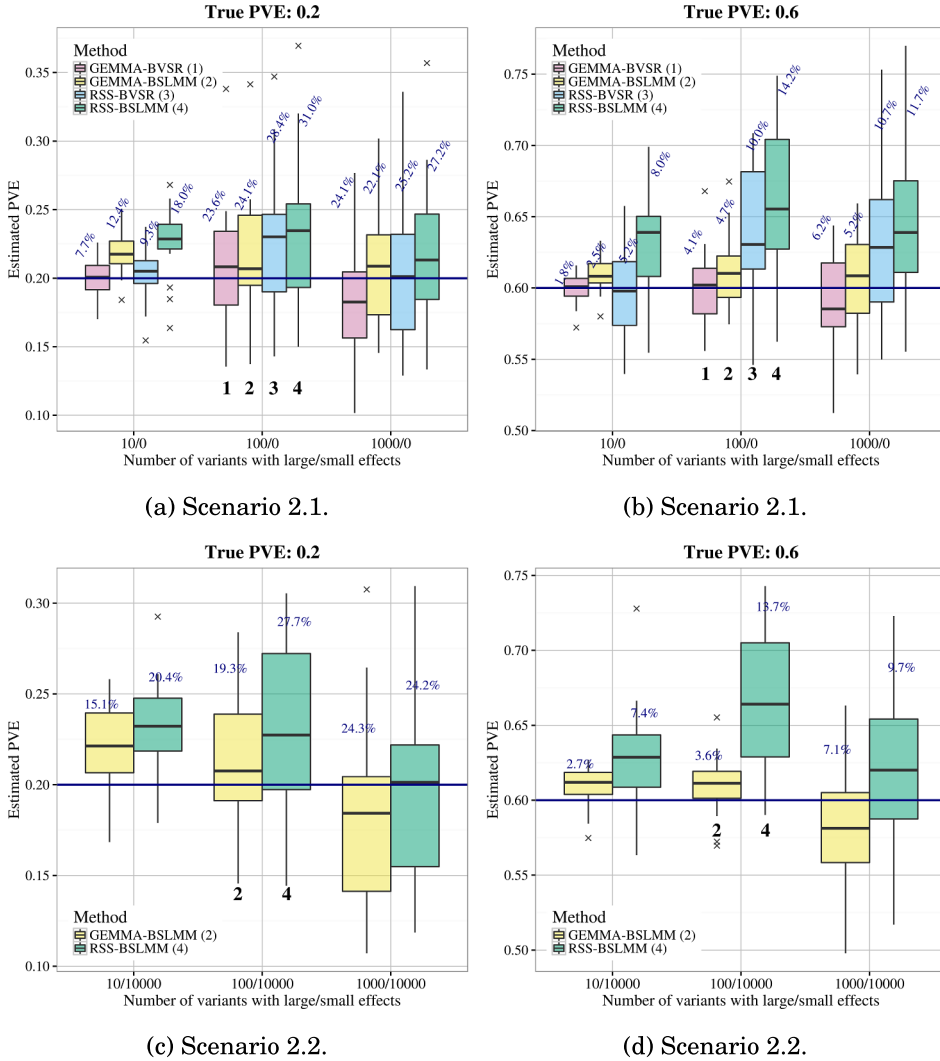 True PVE: 0.2
Method
GEMMA-BVSR (1)
GEMMA-BSLMM (2)
RSS-BVSR (3)
RSS-BSLMM (4)
Estimated PVE
0.35
0.30
0.25
0.20
0.15
0.10
7.7%
12.4%
9.3%
18.0%
23.6%
24.1%
28.4%
31.0%
24.1%
22.1%
25.2%
27.2%
1 2 3 4
10/0 100/0 1000/0
Number of variants with large/small effects
(a) Scenario 2.1.
True PVE: 0.6
Method
GEMMA-BVSR (1)
GEMMA-BSLMM (2)
RSS-BVSR (3)
RSS-BSLMM (4)
Estimated PVE
0.75
0.70
0.65
0.60
0.55
0.50
1.8%
2.5%
5.2%
8.0%
4.1%
4.7%
10.0%
14.2%
6.2%
5.2%
10.7%
11.7%
1 2 3 4
10/0 100/0 1000/0
Number of variants with large/small effects
(b) Scenario 2.1.
True PVE: 0.2
Estimated PVE
0.30
0.25
0.20
0.15
0.10
15.1%
20.4%
19.3%
27.7%
24.3%
24.2%
2 4
Method
GEMMA-BSLMM (2)
RSS-BSLMM (4)
10/10000 100/10000 1000/10000
Number of variants with large/small effects
(c) Scenario 2.2.
True PVE: 0.6
Estimated PVE
0.75
0.70
0.65
0.60
0.55
0.50
2.7%
7.4%
3.6%
13.7%
7.1%
9.7%
2 4
Method
GEMMA-BSLMM (2)
RSS-BSLMM (4)
10/10000 100/10000 1000/10000
Number of variants with large/small effects
(d) Scenario 2.2.